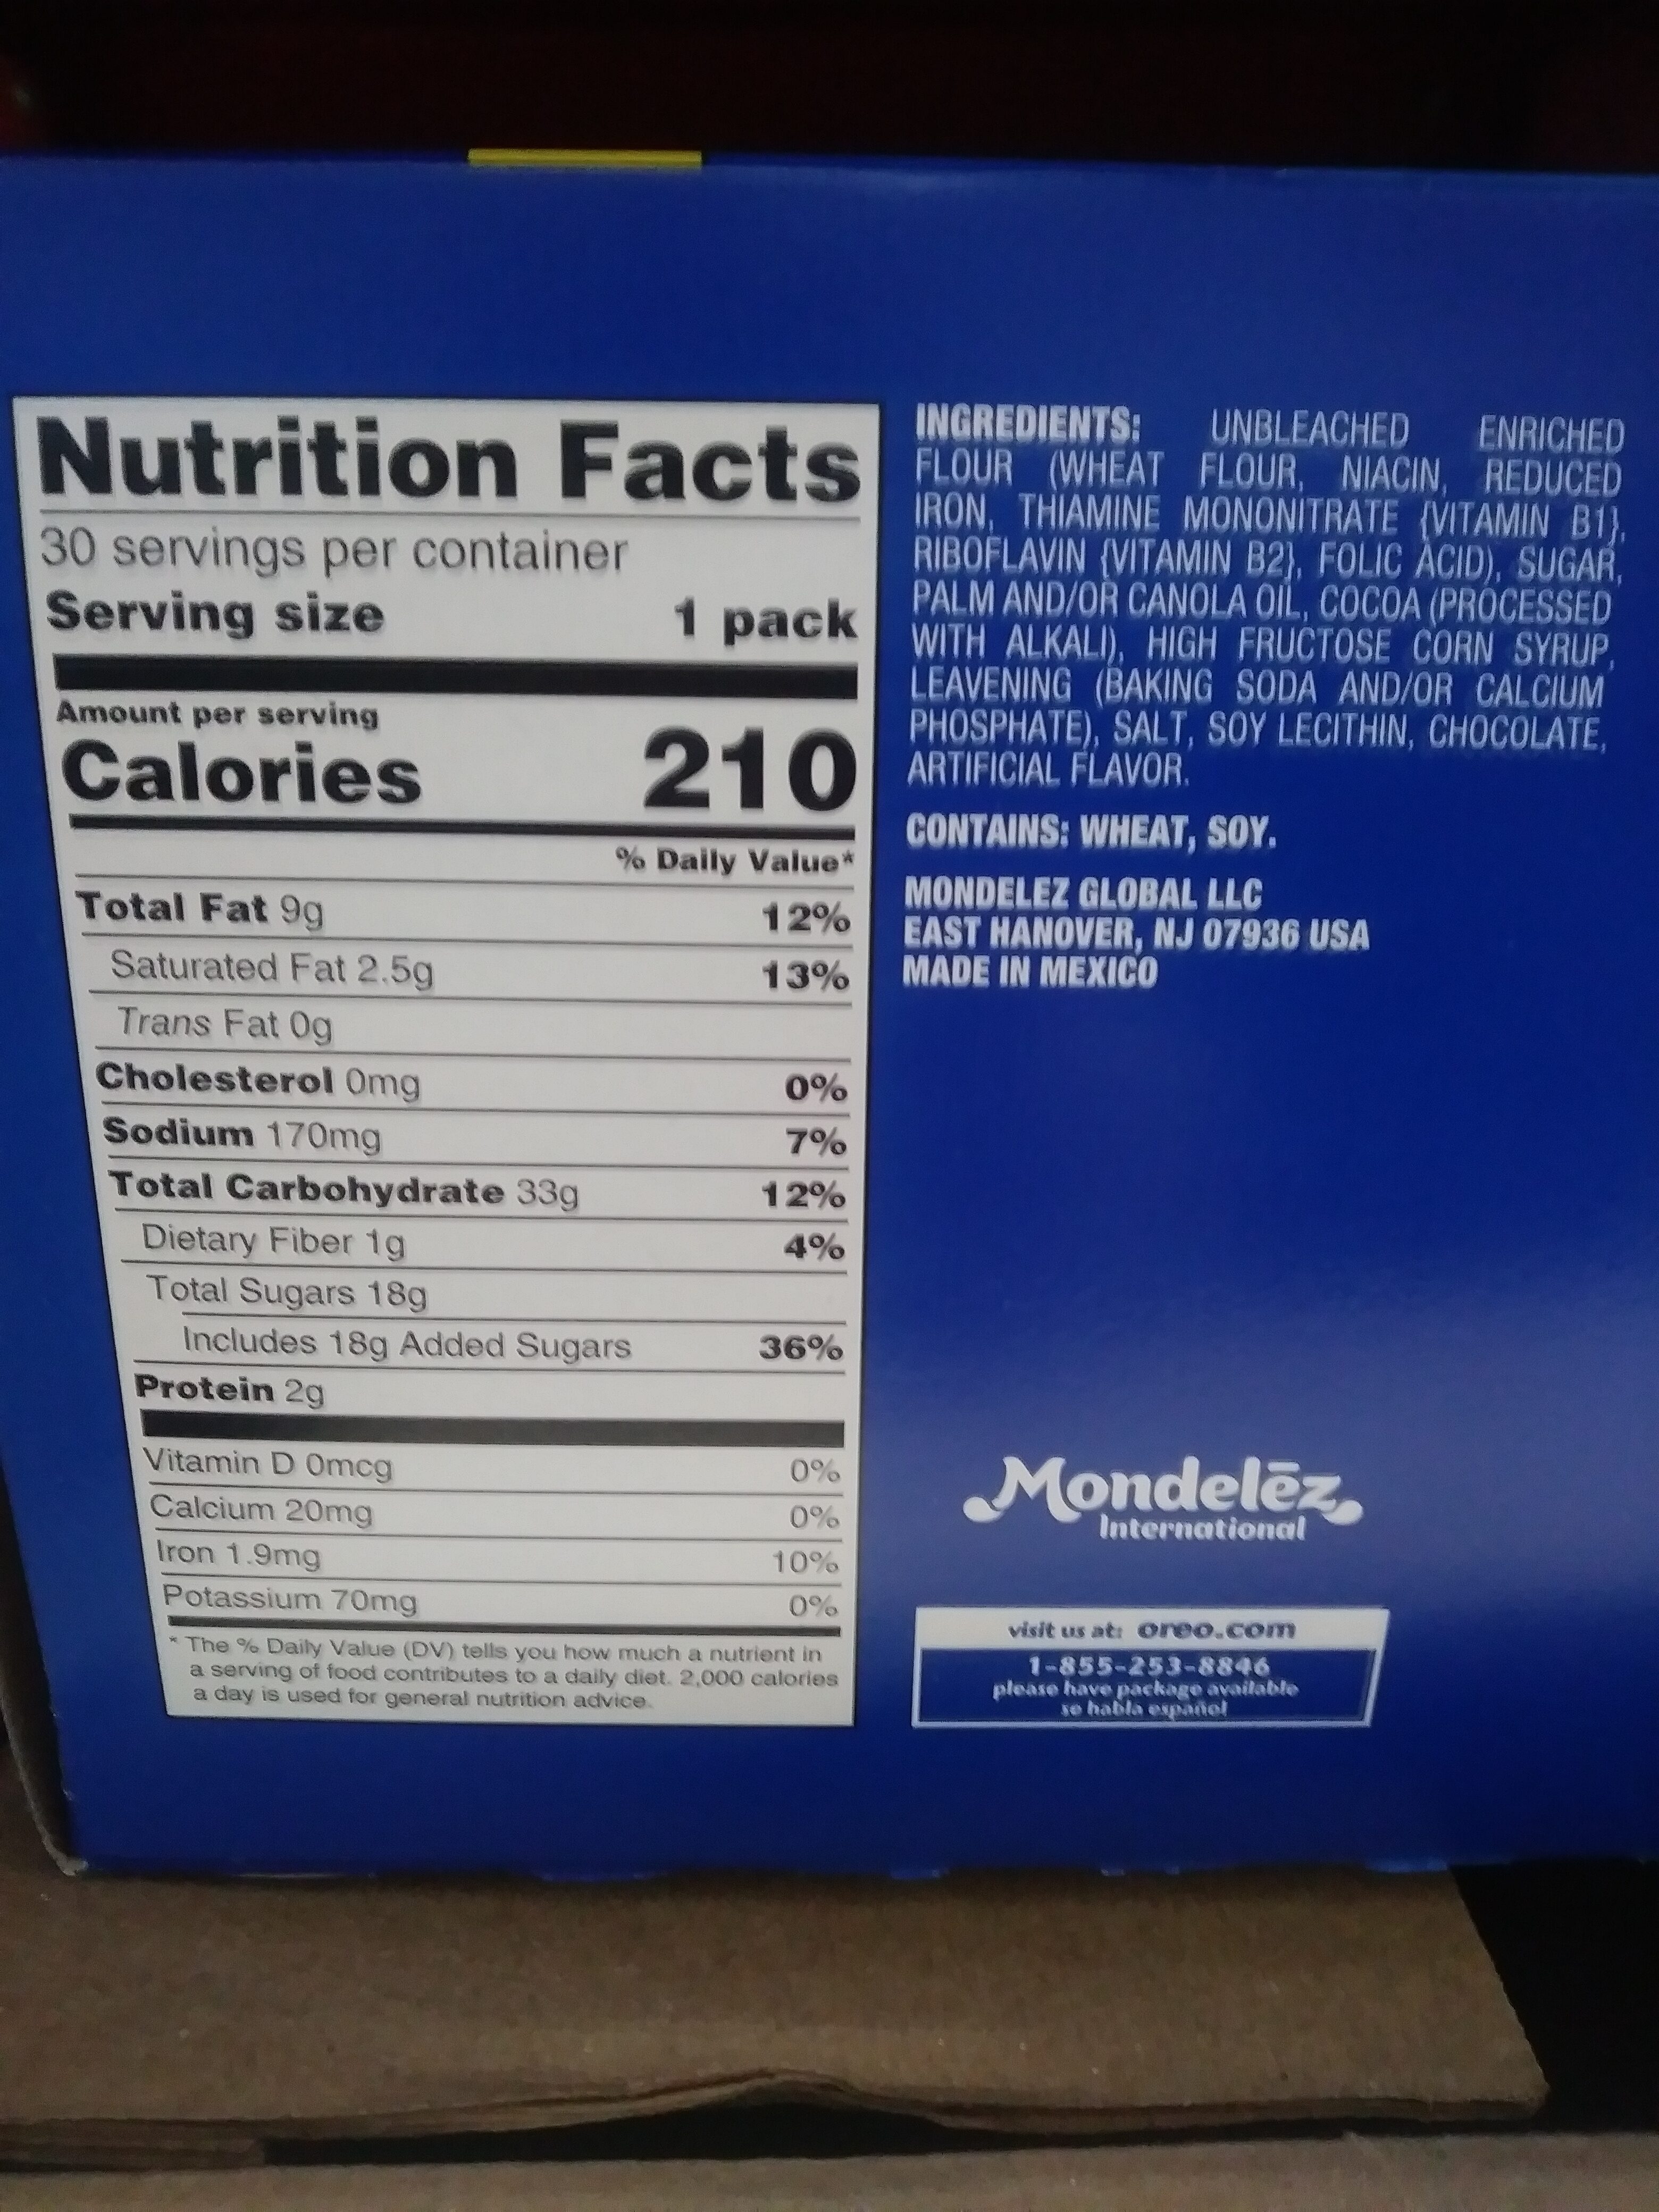 Nutrition Facts
30 servings per container
Serving size 1 pack
Amount per serving
Calories 210
% Daily Value*
Total Fat 9g 12%
Saturated Fat 2.5g 13%
Trans Fat 0g
Cholesterol 0mg 0%
Sodium 170mg 7%
Total Carbohydrate 33g 12%
Dietary Fiber 1g 4%
Total Sugars 18g
Includes 18g Added Sugars 36%
Protein 2g
Vitamin D 0mcg 0%
Calcium 20mg 0%
Iron 1.9mg 10%
Potassium 70mg 0%
* The % Daily Value (DV) tells you how much a nutrient in
a serving of food contributes to a daily diet. 2,000 calories
a day is used for general nutrition advice.
INGREDIENTS: UNBLEACHED ENRICHED
FLOUR (WHEAT FLOUR, NIACIN, REDUCED
IRON, THIAMINE MONONITRATE {VITAMIN B1},
RIBOFLAVIN {VITAMIN B2}, FOLIC ACID), SUGAR,
PALM AND/OR CANOLA OIL, COCOA (PROCESSED
WITH ALKALI), HIGH FRUCTOSE CORN SYRUP,
LEAVENING (BAKING SODA AND/OR CALCIUM
PHOSPHATE), SALT, SOY LECITHIN, CHOCOLATE,
ARTIFICIAL FLAVOR.
CONTAINS: WHEAT, SOY.
MONDELEZ GLOBAL LLC
EAST HANOVER, NJ 07936 USA
MADE IN MEXICO
Mondelēz
International
visit us at: oreo.com
1-855-253-8846
please have package available
se habla español